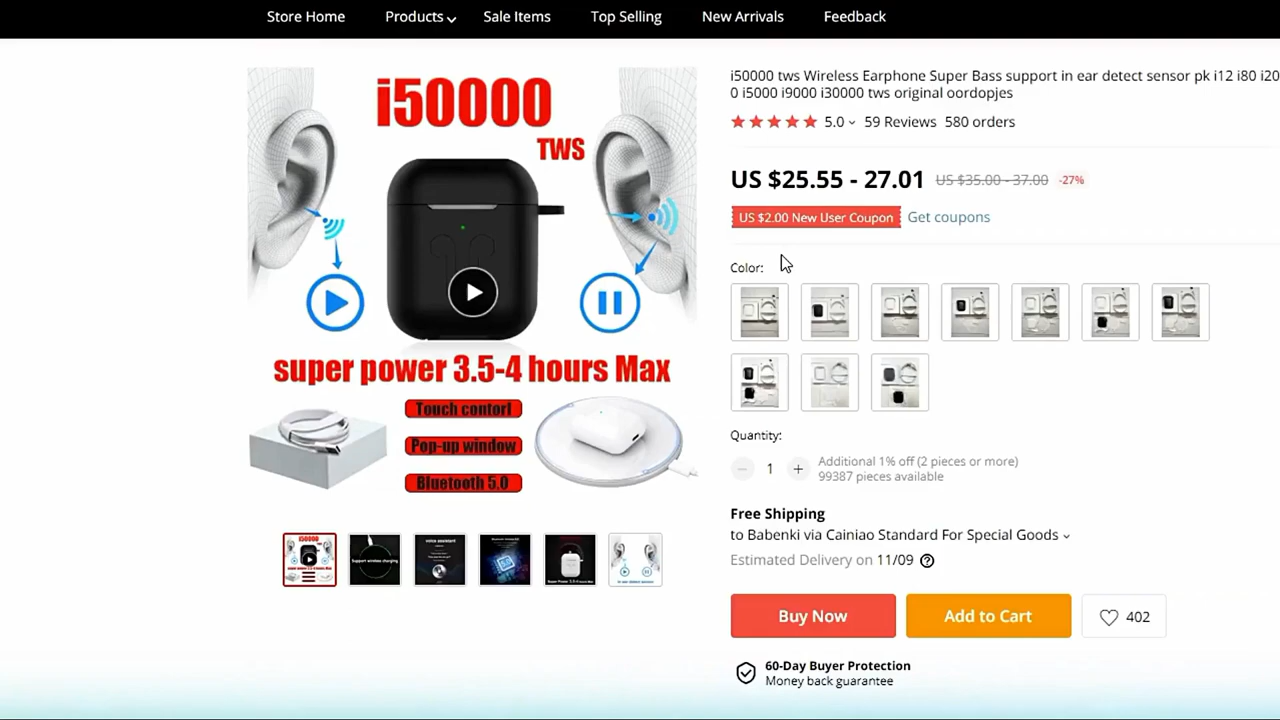 Store Home Products Sale Items Top Selling New Arrivals Feedback
i50000
TWS
super power 3.5-4 hours Max
Touch contorl
Pop-up window
Bluetooth 5.0
voice assistant
i50000 tws Wireless Earphone Super Bass support in ear detect sensor pk i12 i80 i20
0 i5000 i9000 i30000 tws original oordopjes
5.0 59 Reviews 580 orders
US $25.55 - 27.01 US $35.00 - 37.00 -27%
US $2.00 New User Coupon Get coupons
Color:
Quantity:
1 Additional 1% off (2 pieces or more)
99387 pieces available
Free Shipping
to Babenki via Cainiao Standard For Special Goods
Estimated Delivery on 11/09
Buy Now Add to Cart 402
60-Day Buyer Protection
Money back guarantee